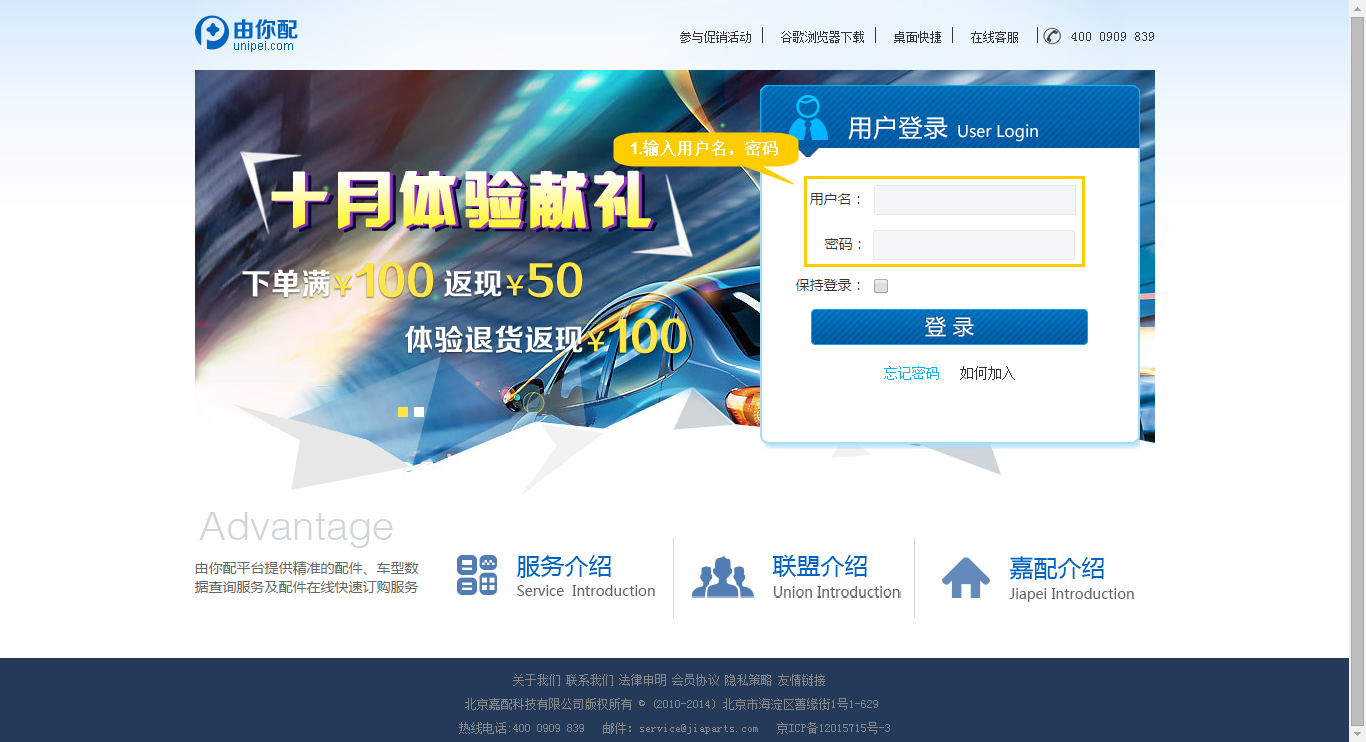 由你配
unipei.com
参与促销活动 谷歌浏览器下载 桌面快捷 在线客服 400 0909 839
用户登录 User Login
1.输入用户名，密码
十月体验献礼
下单满¥100 返现¥50
体验退货返现¥100
用户名：
密码：
保持登录：
登 录
忘记密码 如何加入
Advantage
由你配平台提供精准的配件、车型数
据查询服务及配件在线快速订购服务
服务介绍
Service Introduction
联盟介绍
Union Introduction
嘉配介绍
Jiapei Introduction
关于我们 联系我们 法律申明 会员协议 隐私策略 友情链接
北京嘉配科技有限公司版权所有 © (2010-2014) 北京市海淀区善缘街1号1-629
热线电话:400 0909 839 邮件: service@jiaparts.com 京ICP备12015715号-3